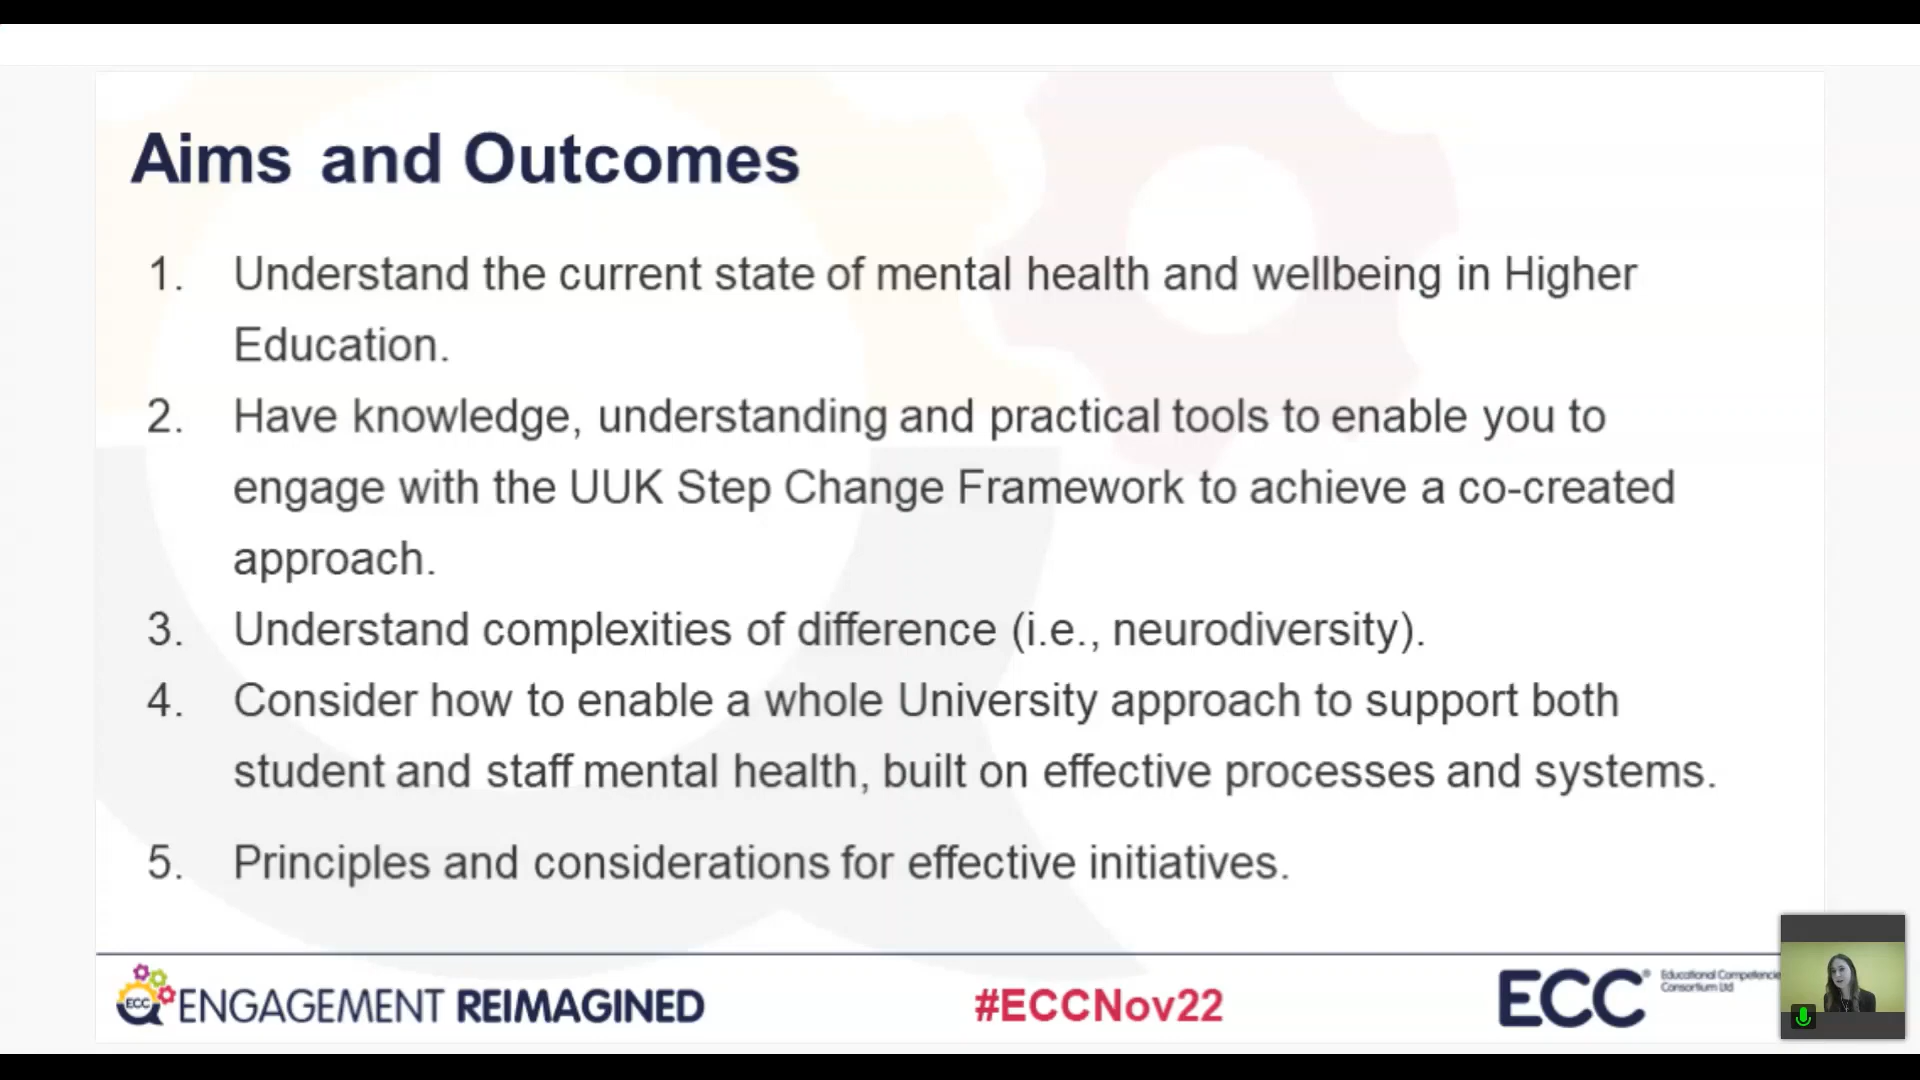 Aims and Outcomes
1. Understand the current state of mental health and wellbeing in Higher
Education.
2. Have knowledge, understanding and practical tools to enable you to
engage with the UUK Step Change Framework to achieve a co-created
approach.
3. Understand complexities of difference (i.e., neurodiversity).
4. Consider how to enable a whole University approach to support both
student and staff mental health, built on effective processes and systems.
5. Principles and considerations for effective initiatives.
ECC ENGAGEMENT REIMAGINED
#ECCNov22
ECC®
Educational Competencie
Consortium Ltd